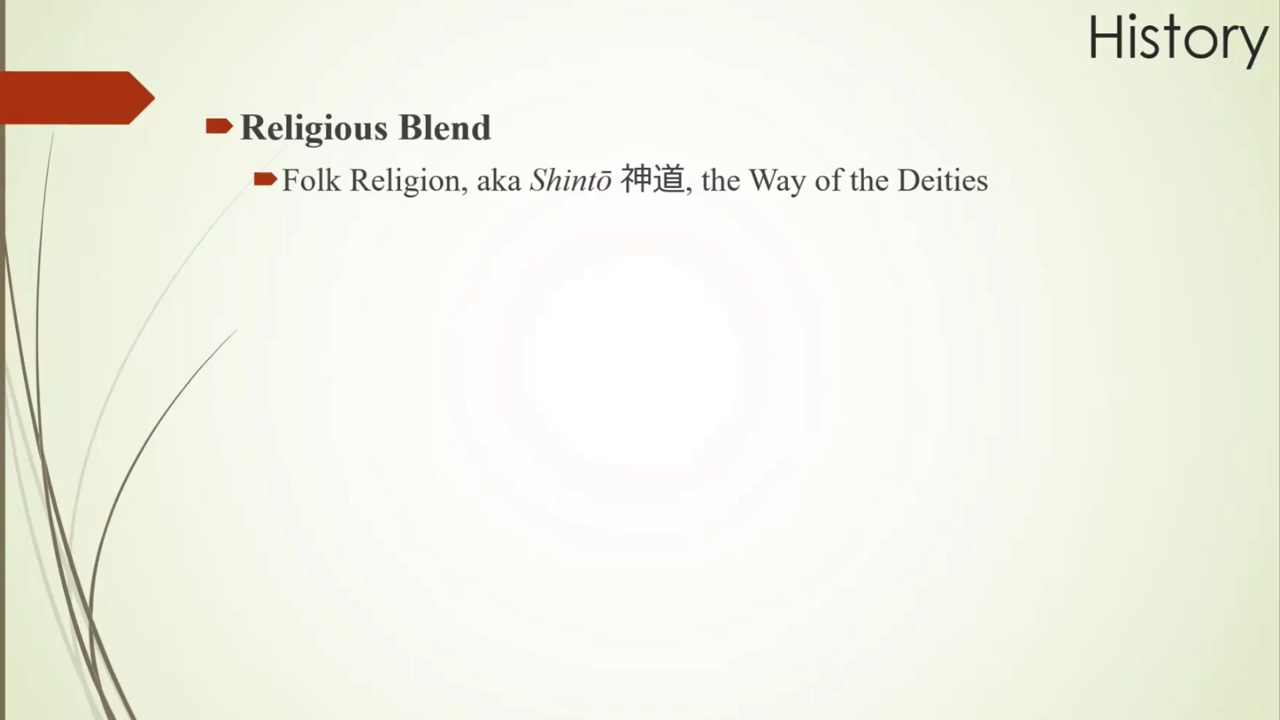 History
Religious Blend
Folk Religion, aka Shintō 神道, the Way of the Deities